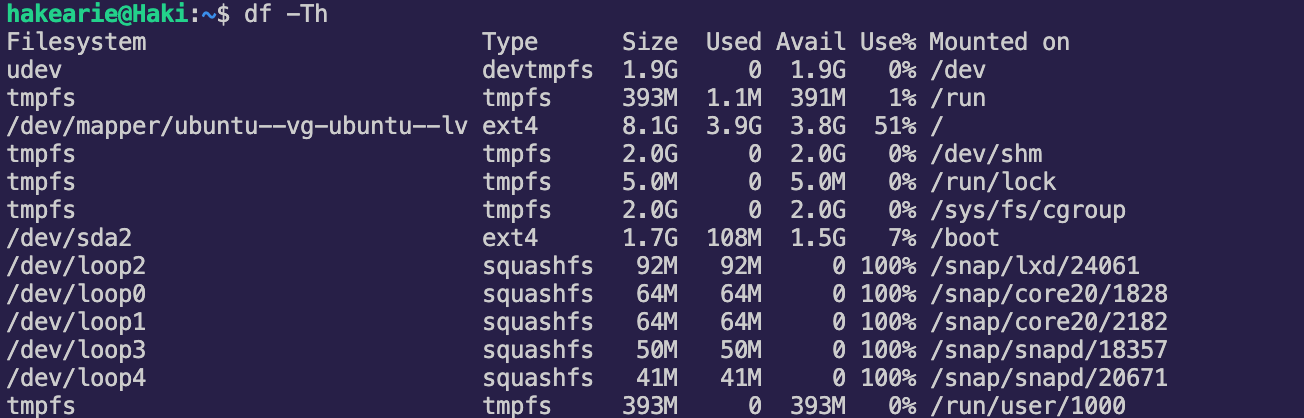 hakearie@Haki:~$ df -Th
Filesystem                        Type      Size  Used Avail Use% Mounted on
udev                              devtmpfs  1.9G     0  1.9G   0% /dev
tmpfs                             tmpfs     393M  1.1M  391M   1% /run
/dev/mapper/ubuntu--vg-ubuntu--lv ext4      8.1G  3.9G  3.8G  51% /
tmpfs                             tmpfs     2.0G     0  2.0G   0% /dev/shm
tmpfs                             tmpfs     5.0M     0  5.0M   0% /run/lock
tmpfs                             tmpfs     2.0G     0  2.0G   0% /sys/fs/cgroup
/dev/sda2                         ext4      1.7G  108M  1.5G   7% /boot
/dev/loop2                        squashfs   92M   92M     0 100% /snap/lxd/24061
/dev/loop0                        squashfs   64M   64M     0 100% /snap/core20/1828
/dev/loop1                        squashfs   64M   64M     0 100% /snap/core20/2182
/dev/loop3                        squashfs   50M   50M     0 100% /snap/snapd/18357
/dev/loop4                        squashfs   41M   41M     0 100% /snap/snapd/20671
tmpfs                             tmpfs     393M     0  393M   0% /run/user/1000